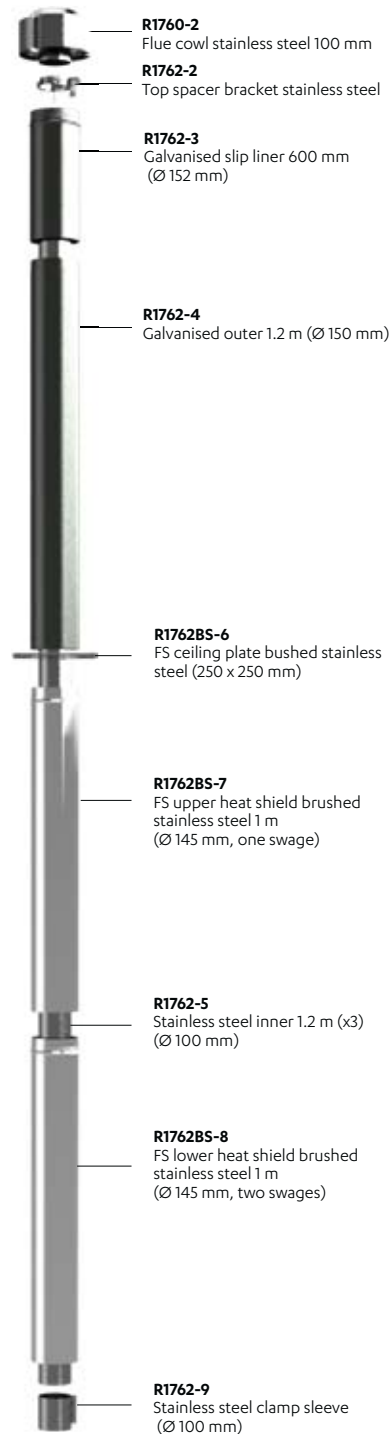 R1760-2
Flue cowl stainless steel 100 mm
R1762-2
Top spacer bracket stainless steel
R1762-3
Galvanised slip liner 600 mm
(Ø 152 mm)
R1762-4
Galvanised outer 1.2 m (Ø 150 mm)
R1762BS-6
FS ceiling plate bushed stainless
steel (250 x 250 mm)
R1762BS-7
FS upper heat shield brushed
stainless steel 1 m
(Ø 145 mm, one swage)
R1762-5
Stainless steel inner 1.2 m (x3)
(Ø 100 mm)
R1762BS-8
FS lower heat shield brushed
stainless steel 1 m
(Ø 145 mm, two swages)
R1762-9
Stainless steel clamp sleeve
(Ø 100 mm)